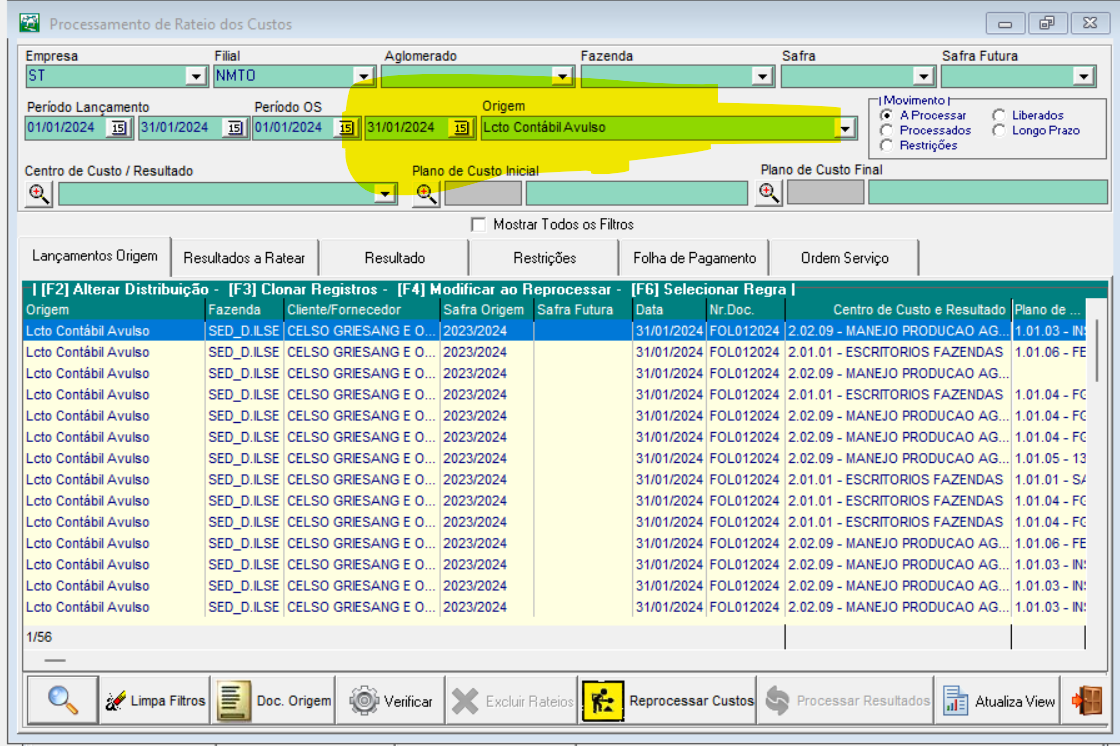 Processamento de Rateio dos Custos
Empresa Filial Aglomerado Fazenda Safra Safra Futura
ST NMTO
Período Lançamento Período OS Origem Movimento
01/01/2024 15 31/01/2024 15 01/01/2024 15 31/01/2024 15 Lcto Contábil Avulso
A Processar Liberados
Processados Longo Prazo
Restrições
Centro de Custo / Resultado Plano de Custo Inicial Plano de Custo Final
Mostrar Todos os Filtros
Lançamentos Origem Resultados a Ratear Resultado Restrições Folha de Pagamento Ordem Serviço
| [F2] Alterar Distribuição - [F3] Clonar Registros - [F4] Modificar ao Reprocessar - [F6] Selecionar Regra |
Origem Fazenda Cliente/Fornecedor Safra Origem Safra Futura Data Nr.Doc. Centro de Custo e Resultado Plano de ...
Lcto Contábil Avulso SED_D.ILSE CELSO GRIESANG E O... 2023/2024 31/01/2024 FOL012024 2.02.09 - MANEJO PRODUCAO AG... 1.01.03 - INS
Lcto Contábil Avulso SED_D.ILSE CELSO GRIESANG E O... 2023/2024 31/01/2024 FOL012024 2.01.01 - ESCRITORIOS FAZENDAS 1.01.06 - FE
Lcto Contábil Avulso SED_D.ILSE CELSO GRIESANG E O... 2023/2024 31/01/2024 FOL012024 2.02.09 - MANEJO PRODUCAO AG...
Lcto Contábil Avulso SED_D.ILSE CELSO GRIESANG E O... 2023/2024 31/01/2024 FOL012024 2.01.01 - ESCRITORIOS FAZENDAS 1.01.04 - FG
Lcto Contábil Avulso SED_D.ILSE CELSO GRIESANG E O... 2023/2024 31/01/2024 FOL012024 2.02.09 - MANEJO PRODUCAO AG... 1.01.04 - FG
Lcto Contábil Avulso SED_D.ILSE CELSO GRIESANG E O... 2023/2024 31/01/2024 FOL012024 2.02.09 - MANEJO PRODUCAO AG... 1.01.04 - FG
Lcto Contábil Avulso SED_D.ILSE CELSO GRIESANG E O... 2023/2024 31/01/2024 FOL012024 2.02.09 - MANEJO PRODUCAO AG... 1.01.05 - 13
Lcto Contábil Avulso SED_D.ILSE CELSO GRIESANG E O... 2023/2024 31/01/2024 FOL012024 2.01.01 - ESCRITORIOS FAZENDAS 1.01.01 - SA
Lcto Contábil Avulso SED_D.ILSE CELSO GRIESANG E O... 2023/2024 31/01/2024 FOL012024 2.01.01 - ESCRITORIOS FAZENDAS 1.01.04 - FG
Lcto Contábil Avulso SED_D.ILSE CELSO GRIESANG E O... 2023/2024 31/01/2024 FOL012024 2.01.01 - ESCRITORIOS FAZENDAS 1.01.04 - FG
Lcto Contábil Avulso SED_D.ILSE CELSO GRIESANG E O... 2023/2024 31/01/2024 FOL012024 2.02.09 - MANEJO PRODUCAO AG... 1.01.06 - FE
Lcto Contábil Avulso SED_D.ILSE CELSO GRIESANG E O... 2023/2024 31/01/2024 FOL012024 2.02.09 - MANEJO PRODUCAO AG... 1.01.03 - INS
Lcto Contábil Avulso SED_D.ILSE CELSO GRIESANG E O... 2023/2024 31/01/2024 FOL012024 2.02.09 - MANEJO PRODUCAO AG... 1.01.03 - INS
Lcto Contábil Avulso SED_D.ILSE CELSO GRIESANG E O... 2023/2024 31/01/2024 FOL012024 2.02.09 - MANEJO PRODUCAO AG... 1.01.03 - INS
1/56
Limpa Filtros Doc. Origem Verificar Excluir Rateios Reprocessar Custos Processar Resultados Atualiza View